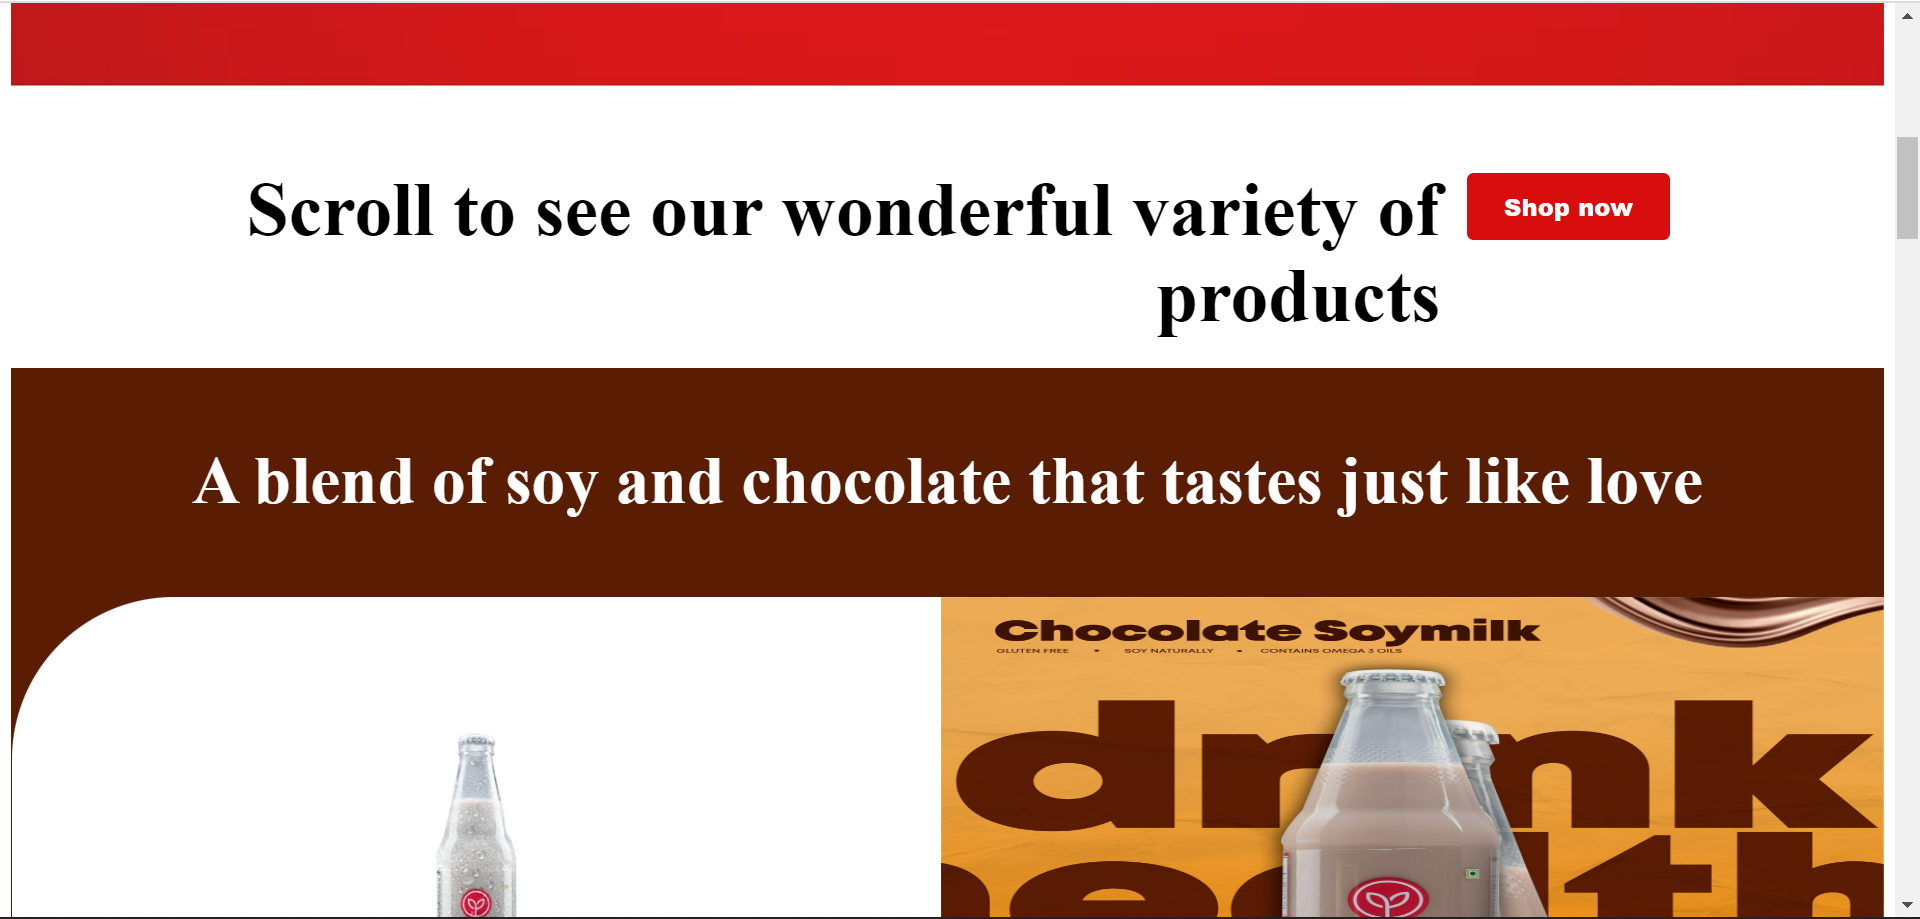 Scroll to see our wonderful variety of
products
Shop now
A blend of soy and chocolate that tastes just like love
Chocolate Soymilk
GLUTEN FREE • SOY NATURALLY • CONTAINS OMEGA 3 OILS